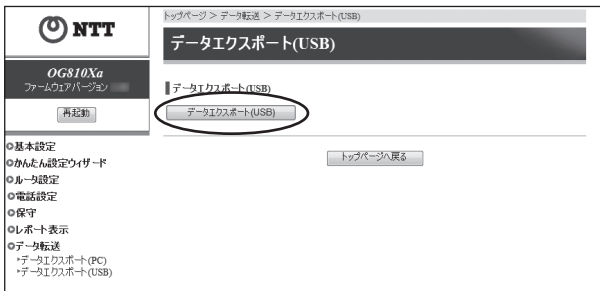 NTT
OG810Xa
ファームウェアバージョン
再起動
基本設定
かんたん設定ウィザード
ルータ設定
電話設定
保守
レポート表示
データ転送
データエクスポート(PC)
データエクスポート(USB)
トップページ > データ転送 > データエクスポート(USB)
データエクスポート(USB)
データエクスポート(USB)
データエクスポート(USB)
トップページへ戻る